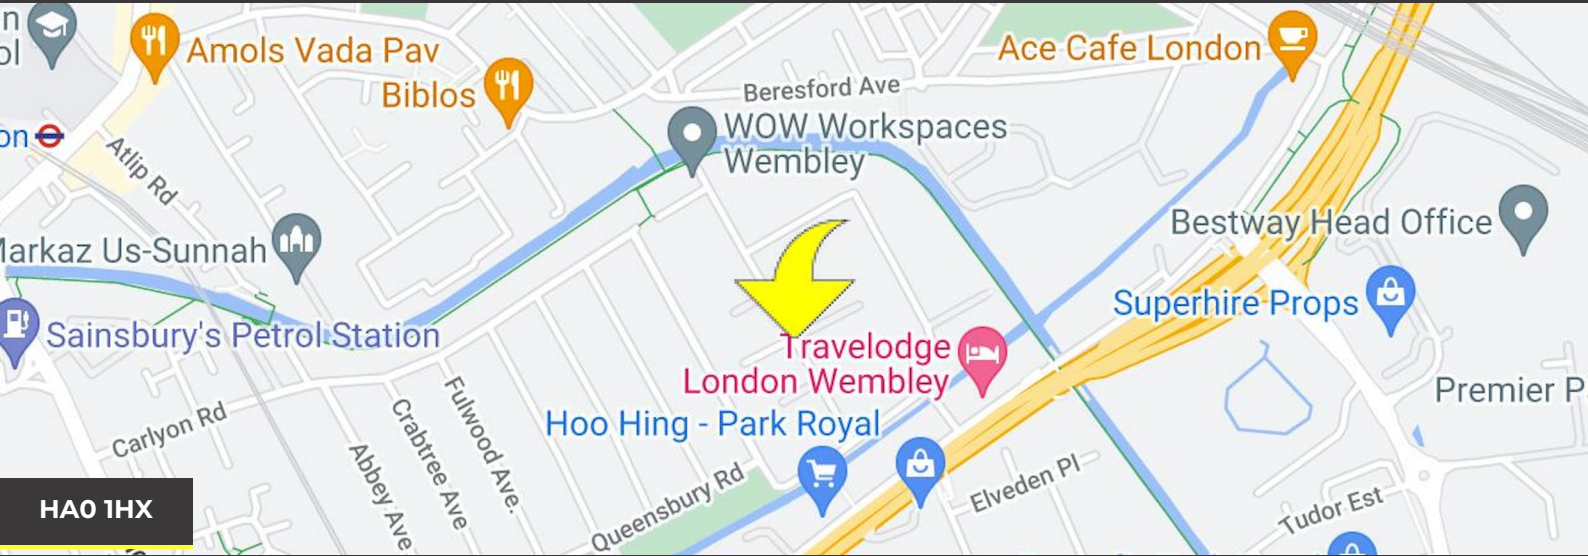 n
ol
Amols Vada Pav
Biblos
Ace Cafe London
Beresford Ave
WOW Workspaces
Wembley
on
Atlip Rd
Markaz Us-Sunnah
Bestway Head Office
Superhire Props
Sainsbury's Petrol Station
Travelodge
London Wembley
Premier P
Hoo Hing - Park Royal
Carlyon Rd
Fulwood Ave.
Crabtree Ave
Abbey Ave
Queensbury Rd
Elveden Pl
Tudor Est
HA0 1HX